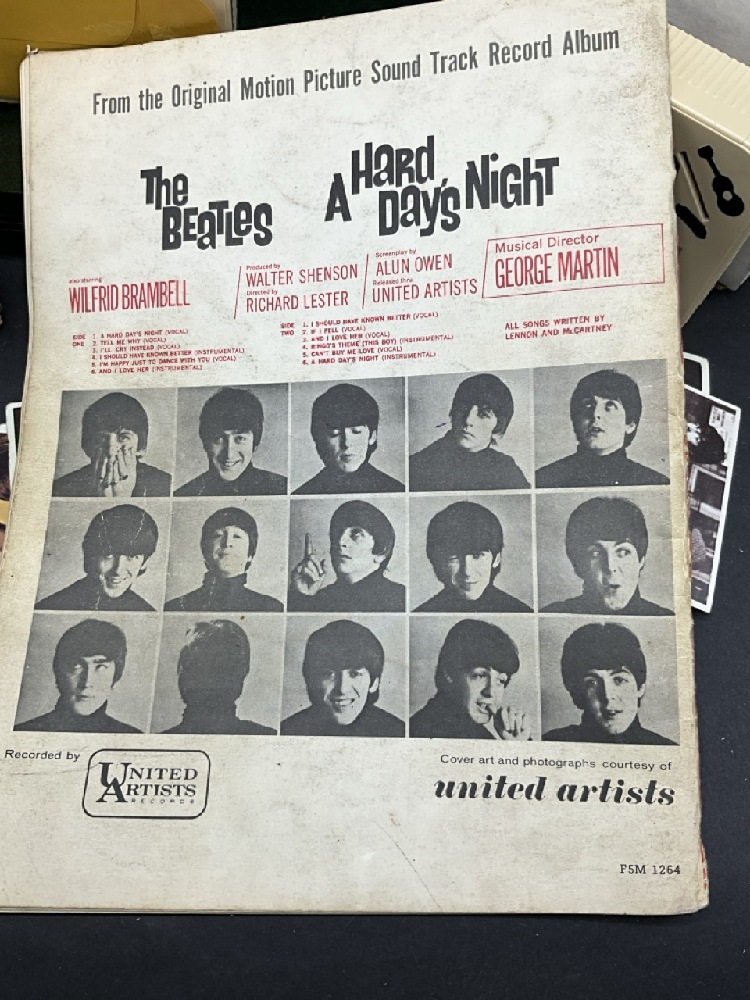 From the Original Motion Picture Sound Track Record Album
The BEATLES
A HARD DAY'S NIGHT
also starring
WILFRID BRAMBELL
Produced by
WALTER SHENSON
Directed by
RICHARD LESTER
Screenplay by
ALUN OWEN
Released thru
UNITED ARTISTS
Musical Director
GEORGE MARTIN
SIDE ONE
1. A HARD DAY'S NIGHT (VOCAL)
2. TELL ME WHY (VOCAL)
3. I'LL CRY INSTEAD (VOCAL)
4. I SHOULD HAVE KNOWN BETTER (INSTRUMENTAL)
5. I'M HAPPY JUST TO DANCE WITH YOU (VOCAL)
6. AND I LOVE HER (INSTRUMENTAL)
SIDE TWO
1. I SHOULD HAVE KNOWN BETTER (VOCAL)
2. IF I FELL (VOCAL)
3. AND I LOVE HER (VOCAL)
4. RINGO'S THEME (THIS BOY) (INSTRUMENTAL)
5. CAN'T BUY ME LOVE (VOCAL)
6. A HARD DAY'S NIGHT (INSTRUMENTAL)
ALL SONGS WRITTEN BY
LENNON AND McCARTNEY
Recorded by
UNITED
ARTISTS
RECORDS
Cover art and photographs courtesy of
united artists
PSM 1264